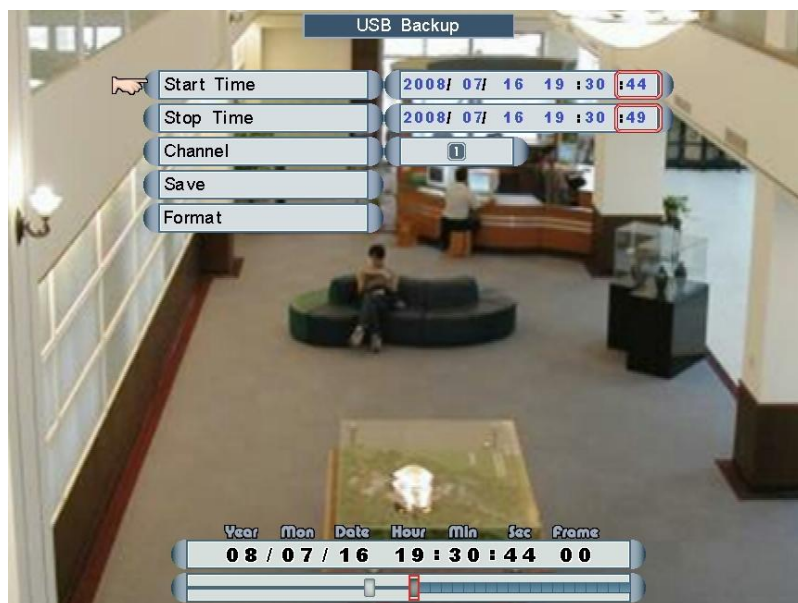 USB Backup
Start Time 2008/ 07/ 16 19 :30 :44
Stop Time 2008/ 07/ 16 19 :30 :49
Channel 1
Save
Format
Year Mon Date Hour Min Sec Frame
08/07/16 19:30:44 00